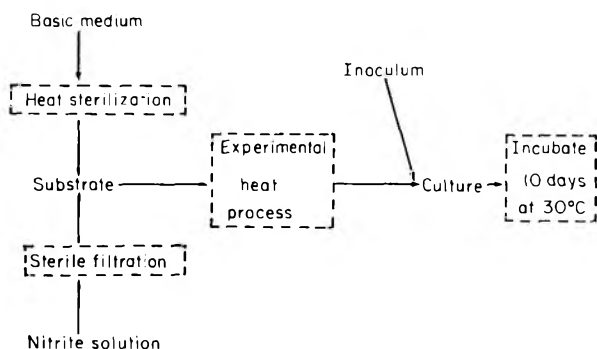 Basic medium
Inoculum
Heat sterilization
Experimental
heat
process
Incubate
10 days
at 30°C
Substrate
Culture
Sterile filtration
Nitrite solution